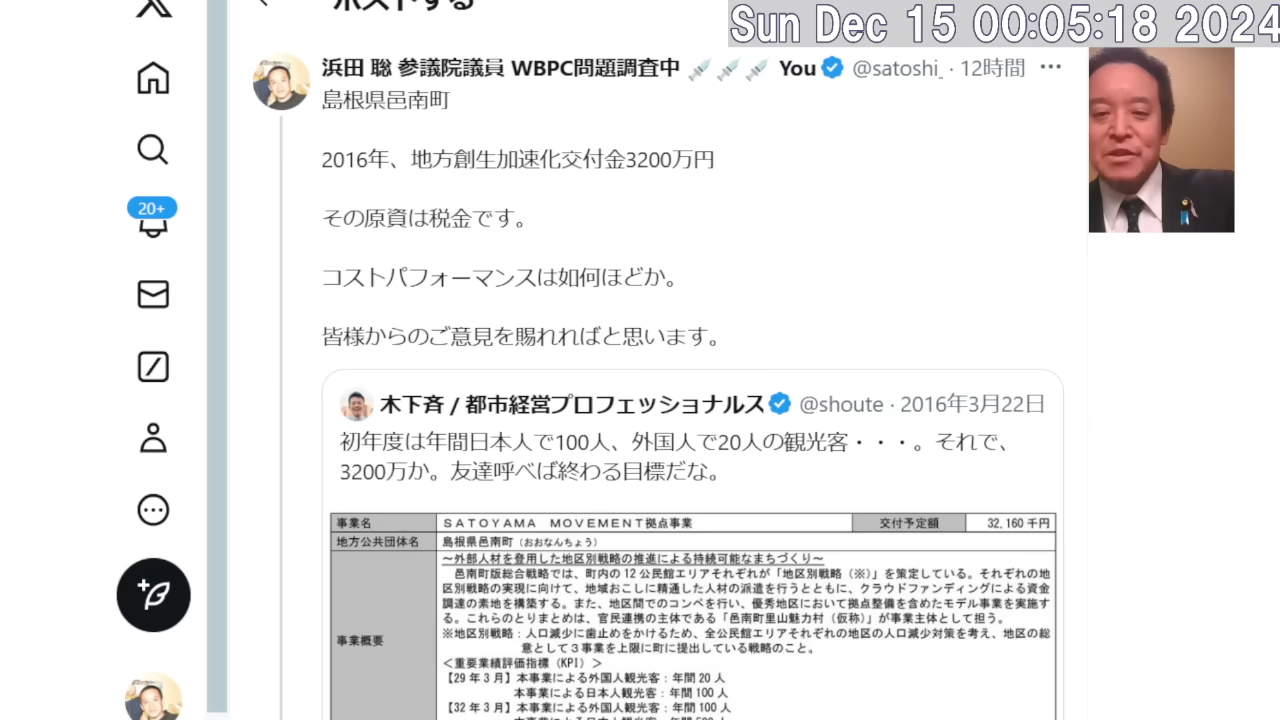 ポストする
Sun Dec 15 00:05:18 2024
浜田 聡 参議院議員 WBPC問題調査中 💉💉💉 You @satoshi_ · 12時間 ···
島根県邑南町
2016年、地方創生加速化交付金3200万円
その原資は税金です。
コストパフォーマンスは如何ほどか。
皆様からのご意見を賜れればと思います。
20+
木下斉 / 都市経営プロフェッショナルス @shoute · 2016年3月22日
初年度は年間日本人で100人、外国人で20人の観光客・・・。それで、
3200万か。友達呼べば終わる目標だな。
事業名 ＳＡＴＯＹＡＭＡ　ＭＯＶＥＭＥＮＴ拠点事業 交付予定額 32,160 千円
地方公共団体名 島根県邑南町（おおなんちょう）
事業概要
～外部人材を登用した地区別戦略の推進による持続可能なまちづくり～
邑南町版総合戦略では、町内の 12 公民館エリアそれぞれが「地区別戦略（※）」を策定している。それぞれの地
区別戦略の実現に向けて、地域おこしに精通した人材の派遣を行うとともに、クラウドファンディングによる資金
調達の素地を構築する。また、地区間でのコンペを行い、優秀地区において拠点整備を含めたモデル事業を実施す
る。これらのとりまとめは、官民連携の主体である「邑南町里山魅力村（仮称）」が事業主体として担う。
※地区別戦略：人口減少に歯止めをかけるため、全公民館エリアそれぞれの地区の人口減少対策を考え、地区の総
意として３事業を上限に町に提出している戦略のこと。
＜重要業績評価指標（KPI）＞
【29 年 3 月】本事業による外国人観光客：年間 20 人
本事業による日本人観光客：年間 100 人
【32 年 3 月】本事業による外国人観光客：年間 100 人